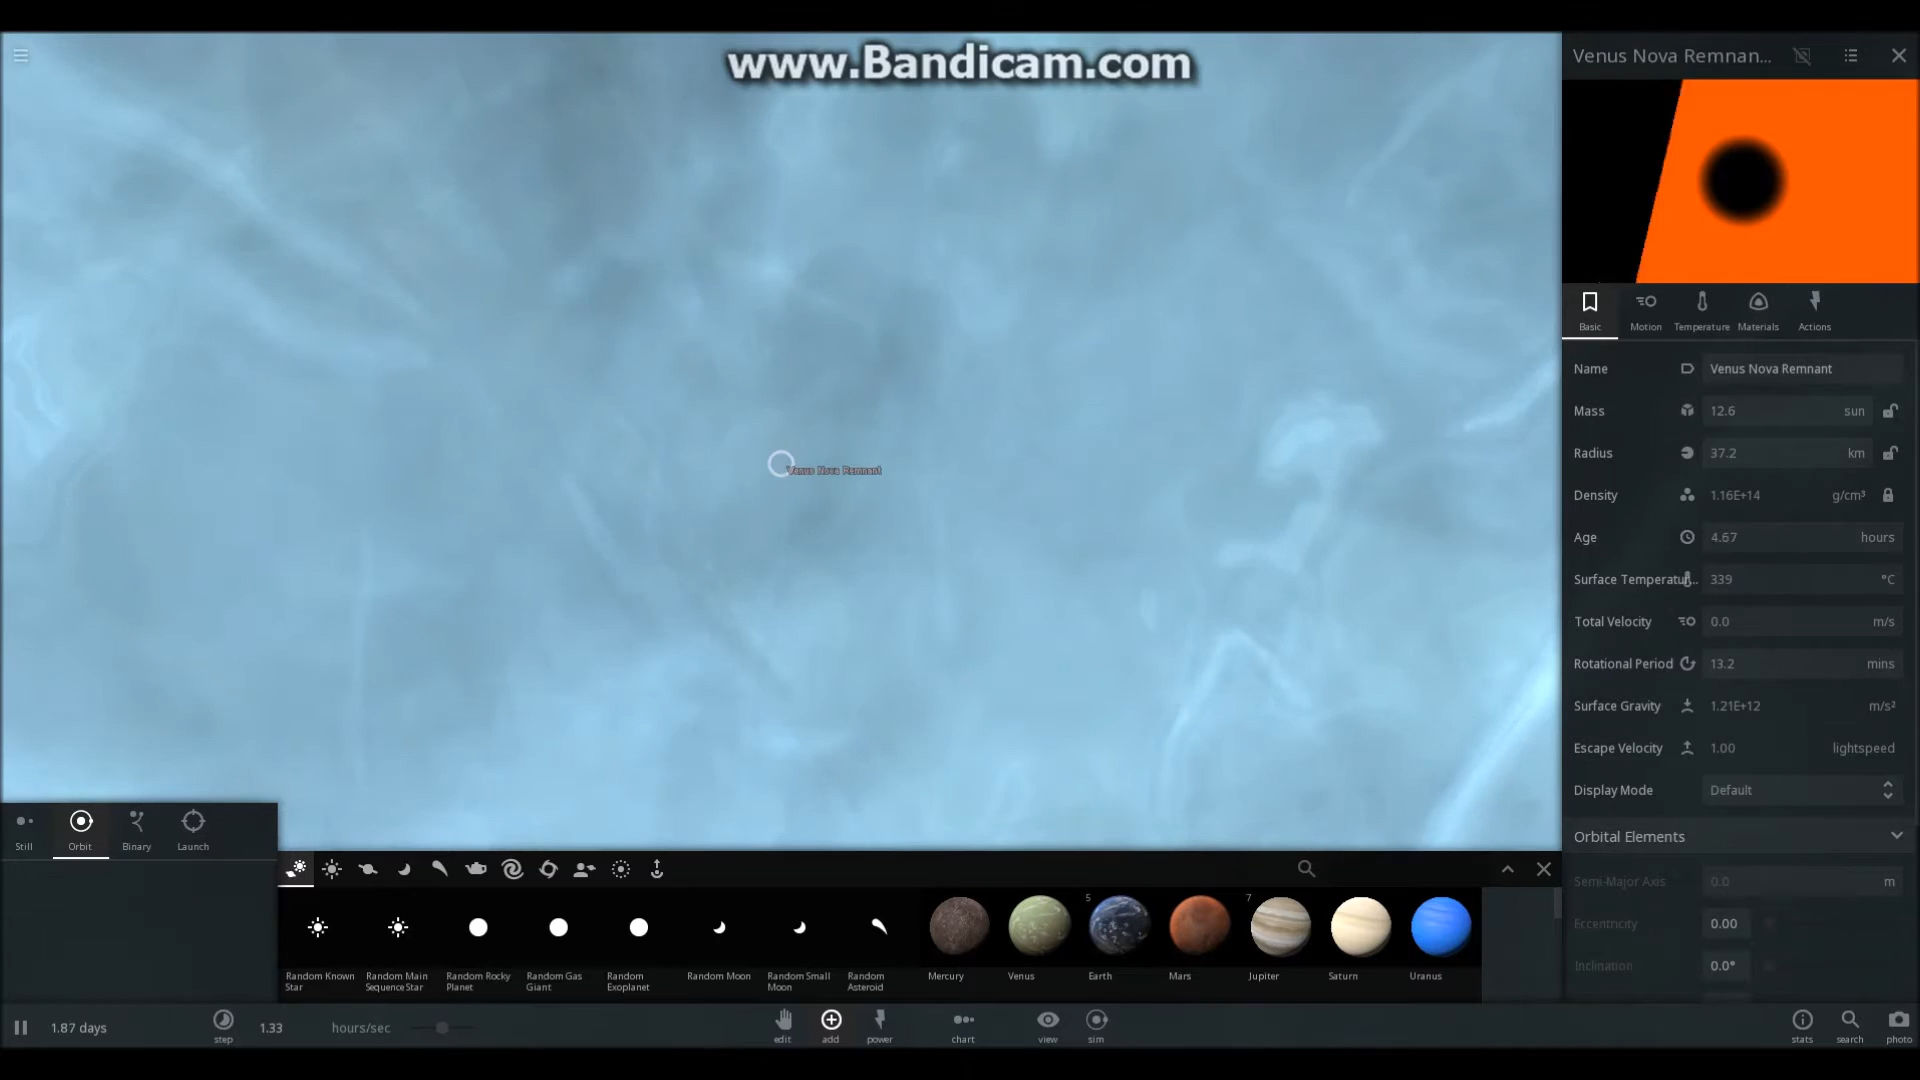 www.Bandicam.com
Venus Nova Remnan...
Basic
Motion
Temperature
Materials
Actions
Name Venus Nova Remnant
Mass 12.6 sun
Radius 37.2 km
Density 1.16E+14 g/cm³
Age 4.67 hours
Surface Temperatur... 339 °C
Total Velocity 0.0 m/s
Rotational Period 13.2 mins
Surface Gravity 1.21E+12 m/s²
Escape Velocity 1.00 lightspeed
Display Mode Default
Orbital Elements
Semi-Major Axis 0.0 m
Eccentricity 0.00
Inclination 0.0°
Venus Nova Remnant
Still
Orbit
Binary
Launch
5
7
Random Known
Star
Random Main
Sequence Star
Random Rocky
Planet
Random Gas
Giant
Random
Exoplanet
Random Moon
Random Small
Moon
Random
Asteroid
Mercury
Venus
Earth
Mars
Jupiter
Saturn
Uranus
1.87 days
step
1.33 hours/sec
edit
add
power
chart
view
sim
stats
search
photo